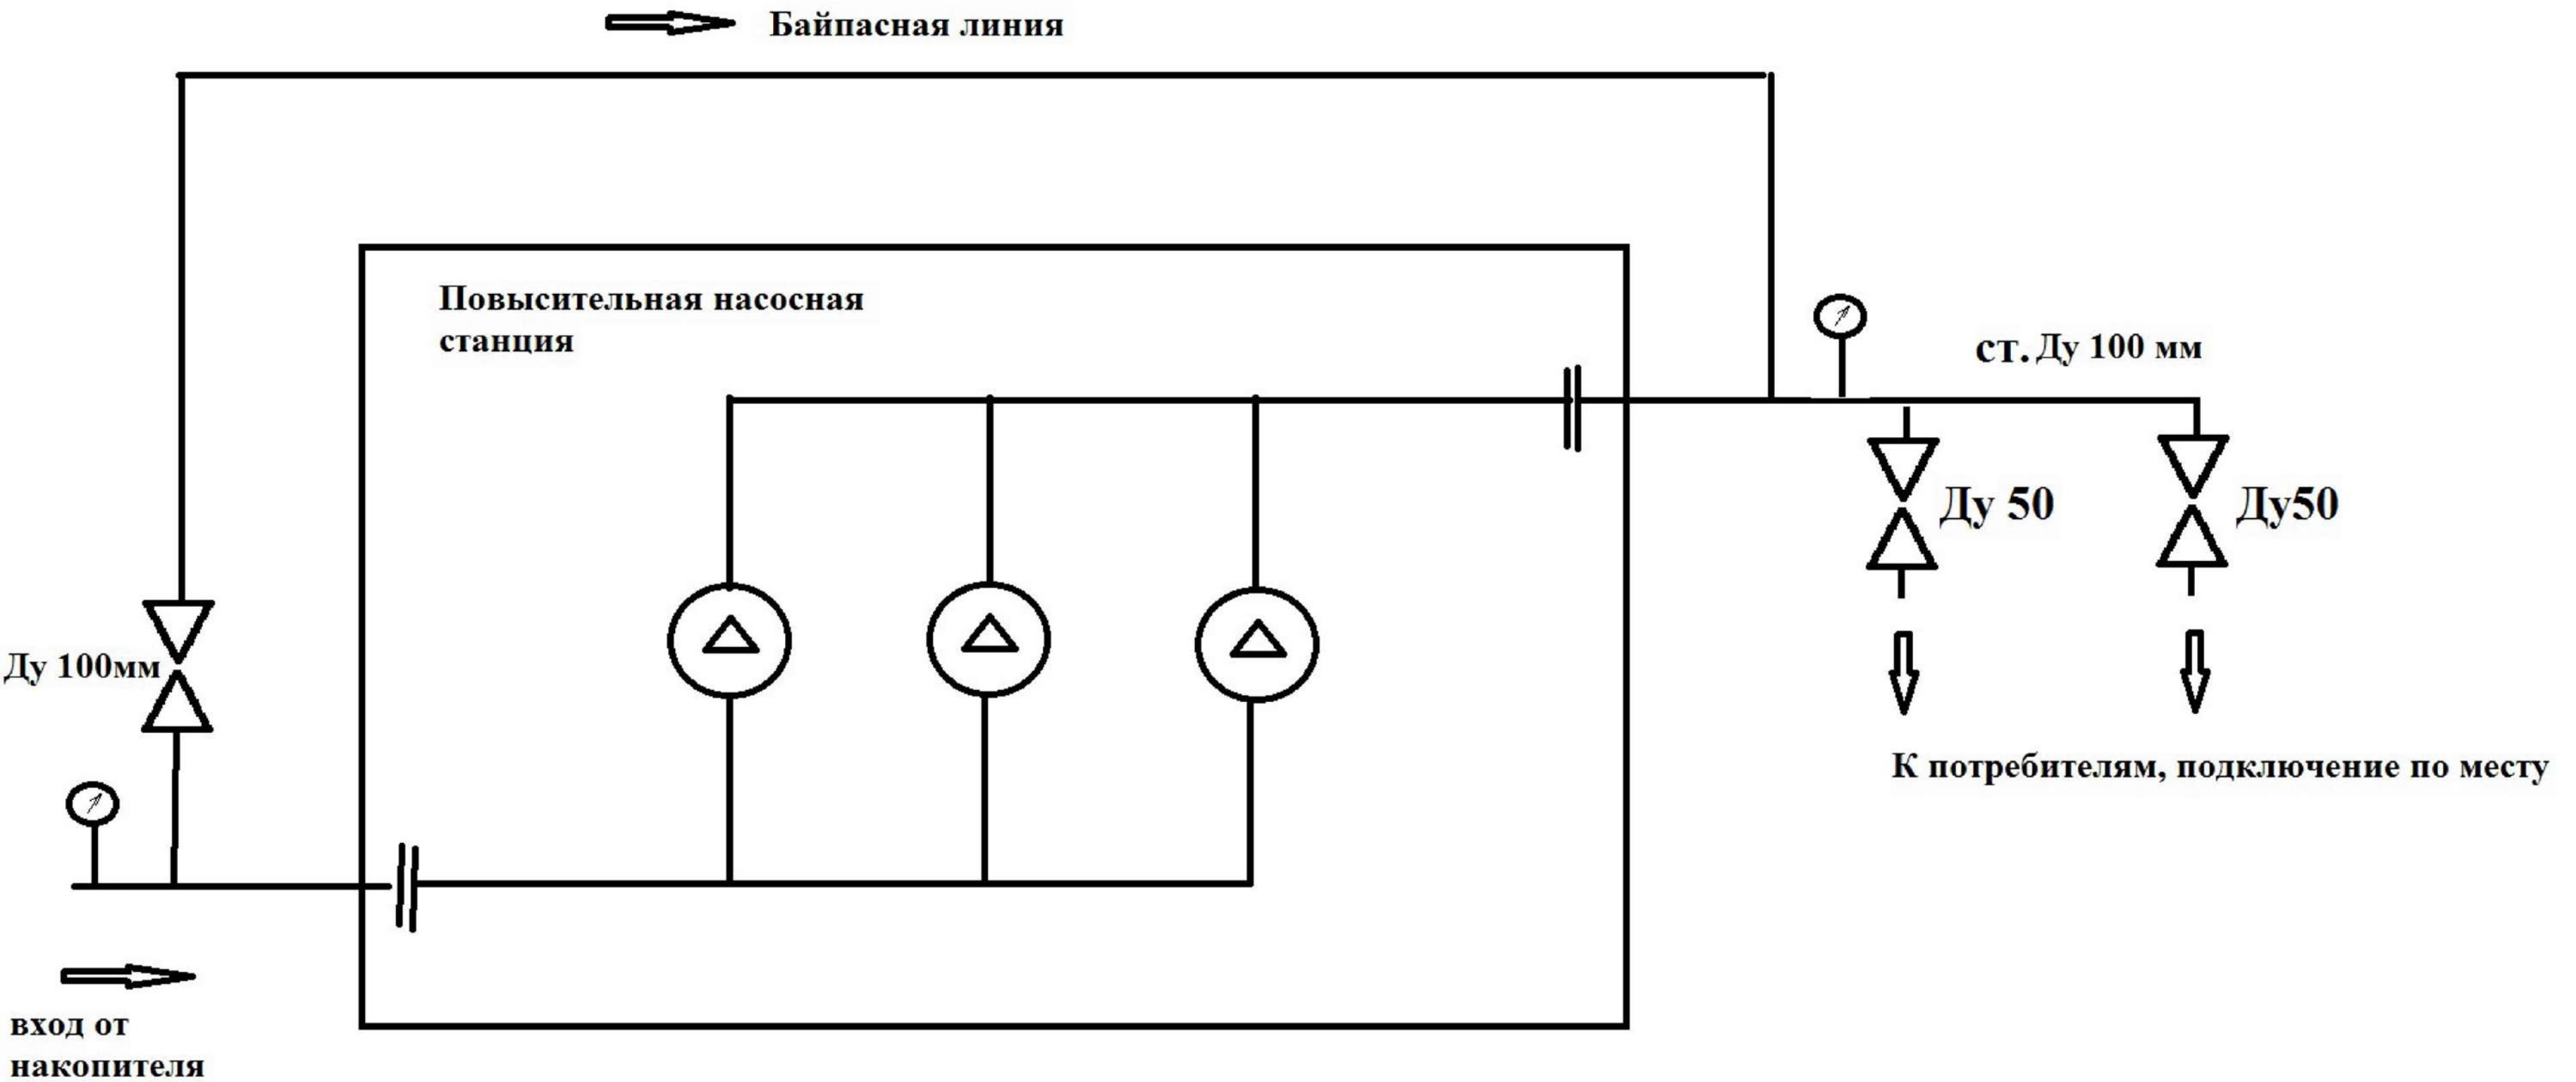 Байпасная линия
Повысительная насосная
станция
ст. Ду 100 мм
Ду 50
Ду50
Ду 100мм
К потребителям, подключение по месту
вход от
накопителя